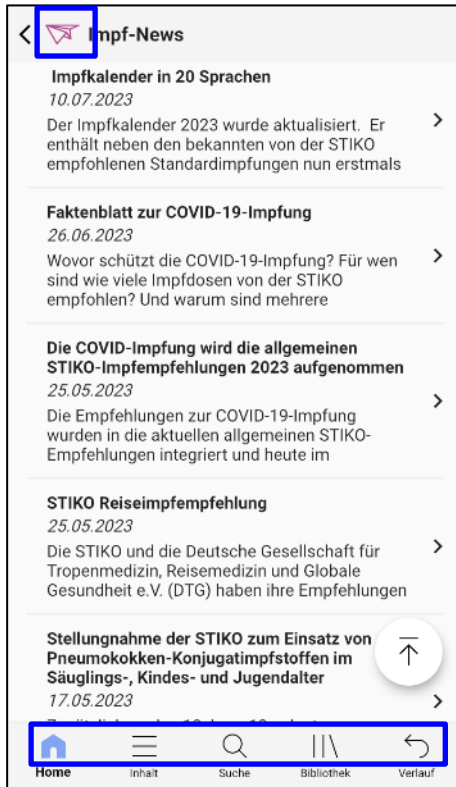 Impf-News
Impfkalender in 20 Sprachen
10.07.2023
Der Impfkalender 2023 wurde aktualisiert. Er
enthält neben den bekannten von der STIKO
empfohlenen Standardimpfungen nun erstmals
Faktenblatt zur COVID-19-Impfung
26.06.2023
Wovor schützt die COVID-19-Impfung? Für wen
sind wie viele Impfdosen von der STIKO
empfohlen? Und warum sind mehrere
Die COVID-Impfung wird die allgemeinen
STIKO-Impfempfehlungen 2023 aufgenommen
25.05.2023
Die Empfehlungen zur COVID-19-Impfung
wurden in die aktuellen allgemeinen STIKO-
Empfehlungen integriert und heute im
STIKO Reiseimpfempfehlung
25.05.2023
Die STIKO und die Deutsche Gesellschaft für
Tropenmedizin, Reisemedizin und Globale
Gesundheit e.V. (DTG) haben ihre Empfehlungen
Stellungnahme der STIKO zum Einsatz von
Pneumokokken-Konjugatimpfstoffen im
Säuglings-, Kindes- und Jugendalter
17.05.2023
Home Inhalt Suche Bibliothek Verlauf